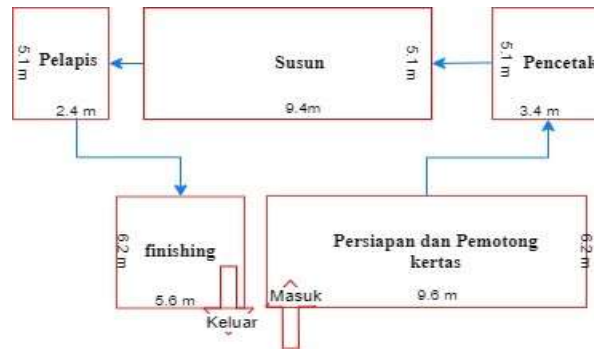 Pelapis
5.1 m
2.4 m
Susun
5.1 m
9.4m
Pencetak
5.1 m
3.4 m
finishing
6.2 m
5.6 m
Keluar
Persiapan dan Pemotong
kertas
6.2 m
9.6 m
Masuk